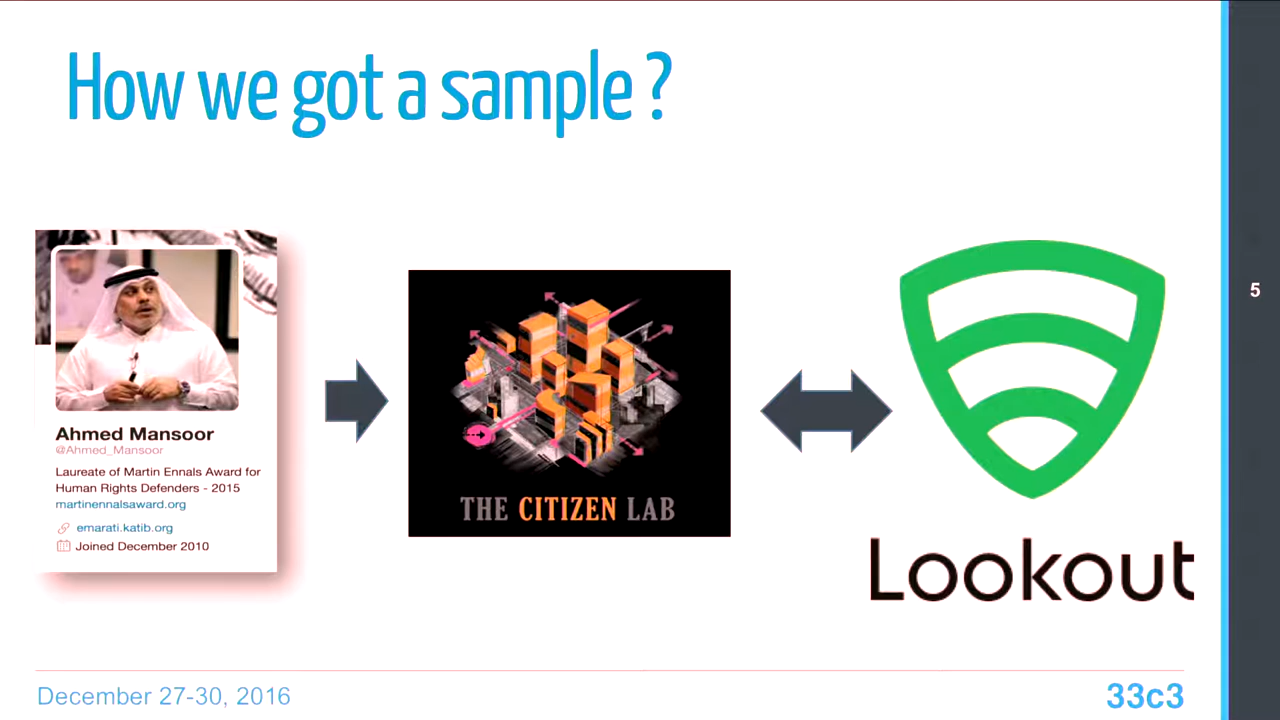 How we got a sample ?
5
Ahmed Mansoor
@Ahmed_Mansoor
Laureate of Martin Ennals Award for
Human Rights Defenders - 2015
martinennalsaward.org
emarati.katib.org
Joined December 2010
THE CITIZEN LAB
Lookout
December 27-30, 2016
33c3